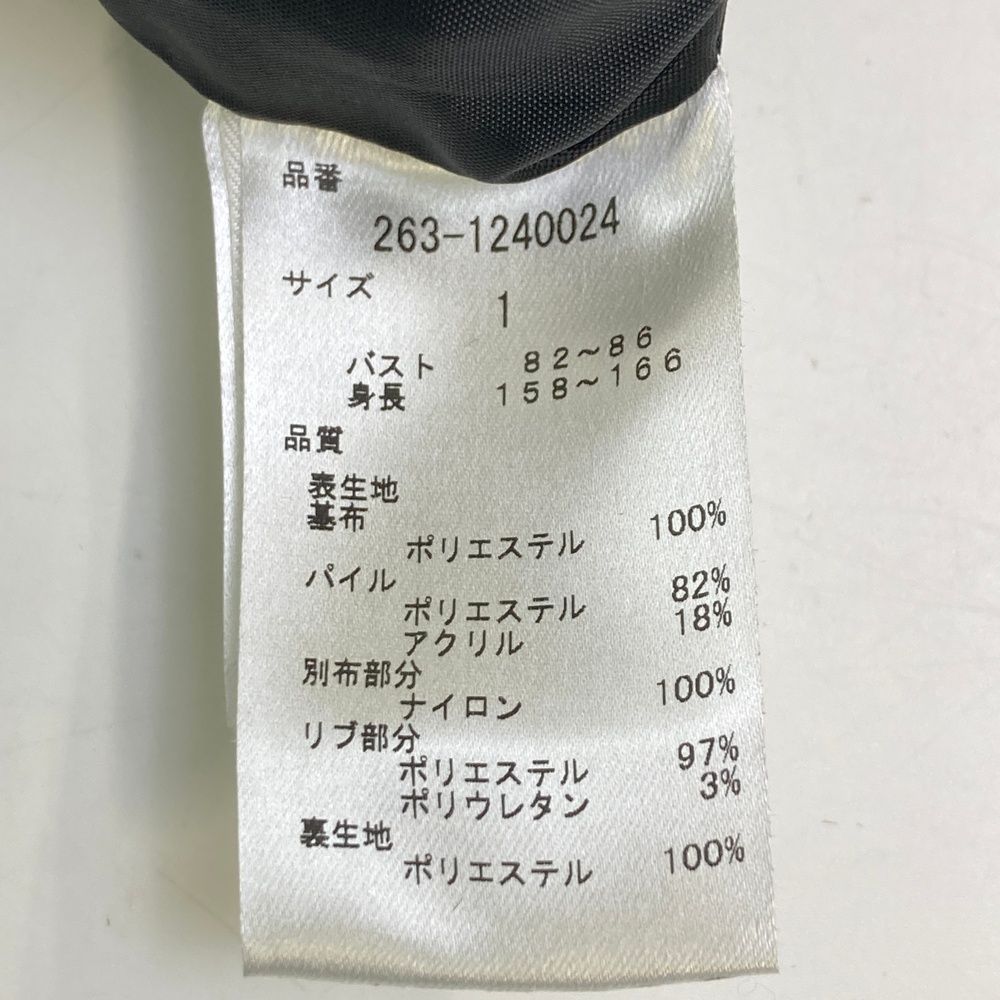 品番
263-1240024
サイズ
1
バスト 82～86
身長 158～166
品質
表生地
基布
ポリエステル 100%
パイル
ポリエステル 82%
アクリル 18%
別布部分
ナイロン 100%
リブ部分
ポリエステル 97%
ポリウレタン 3%
裏生地
ポリエステル 100%